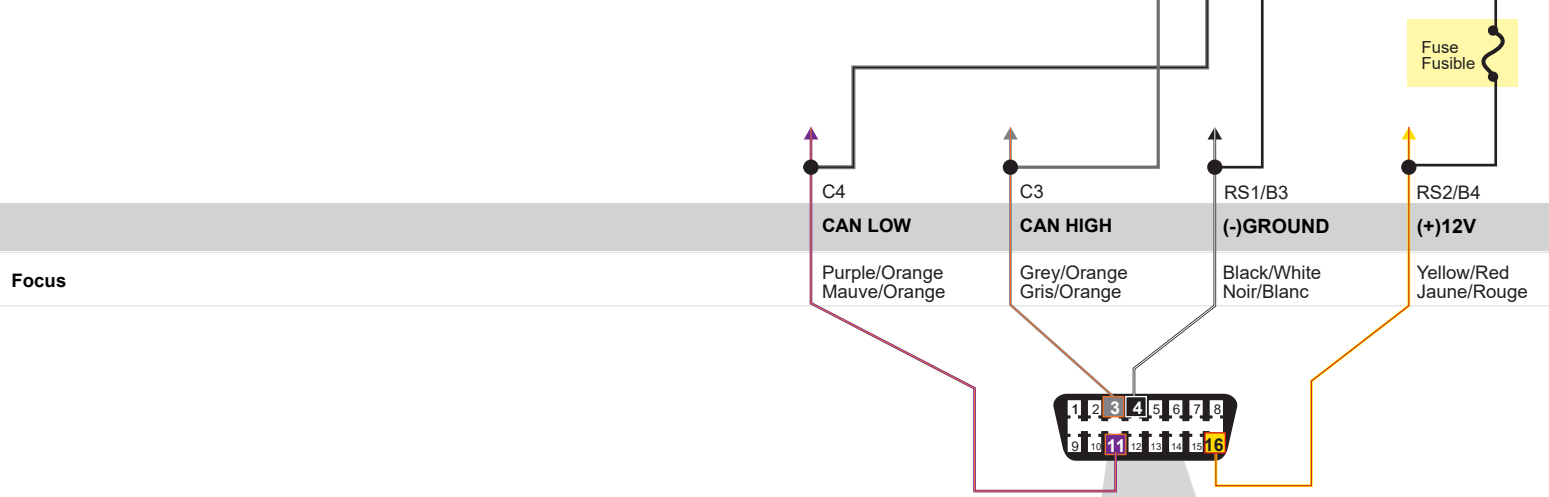 Fuse
Fusible
C4 C3 RS1/B3 RS2/B4
CAN LOW CAN HIGH (-)GROUND (+)12V
Focus
Purple/Orange Grey/Orange Black/White Yellow/Red
Mauve/Orange Gris/Orange Noir/Blanc Jaune/Rouge
1 2 3 4 5 6 7 8
9 10 11 12 13 14 15 16